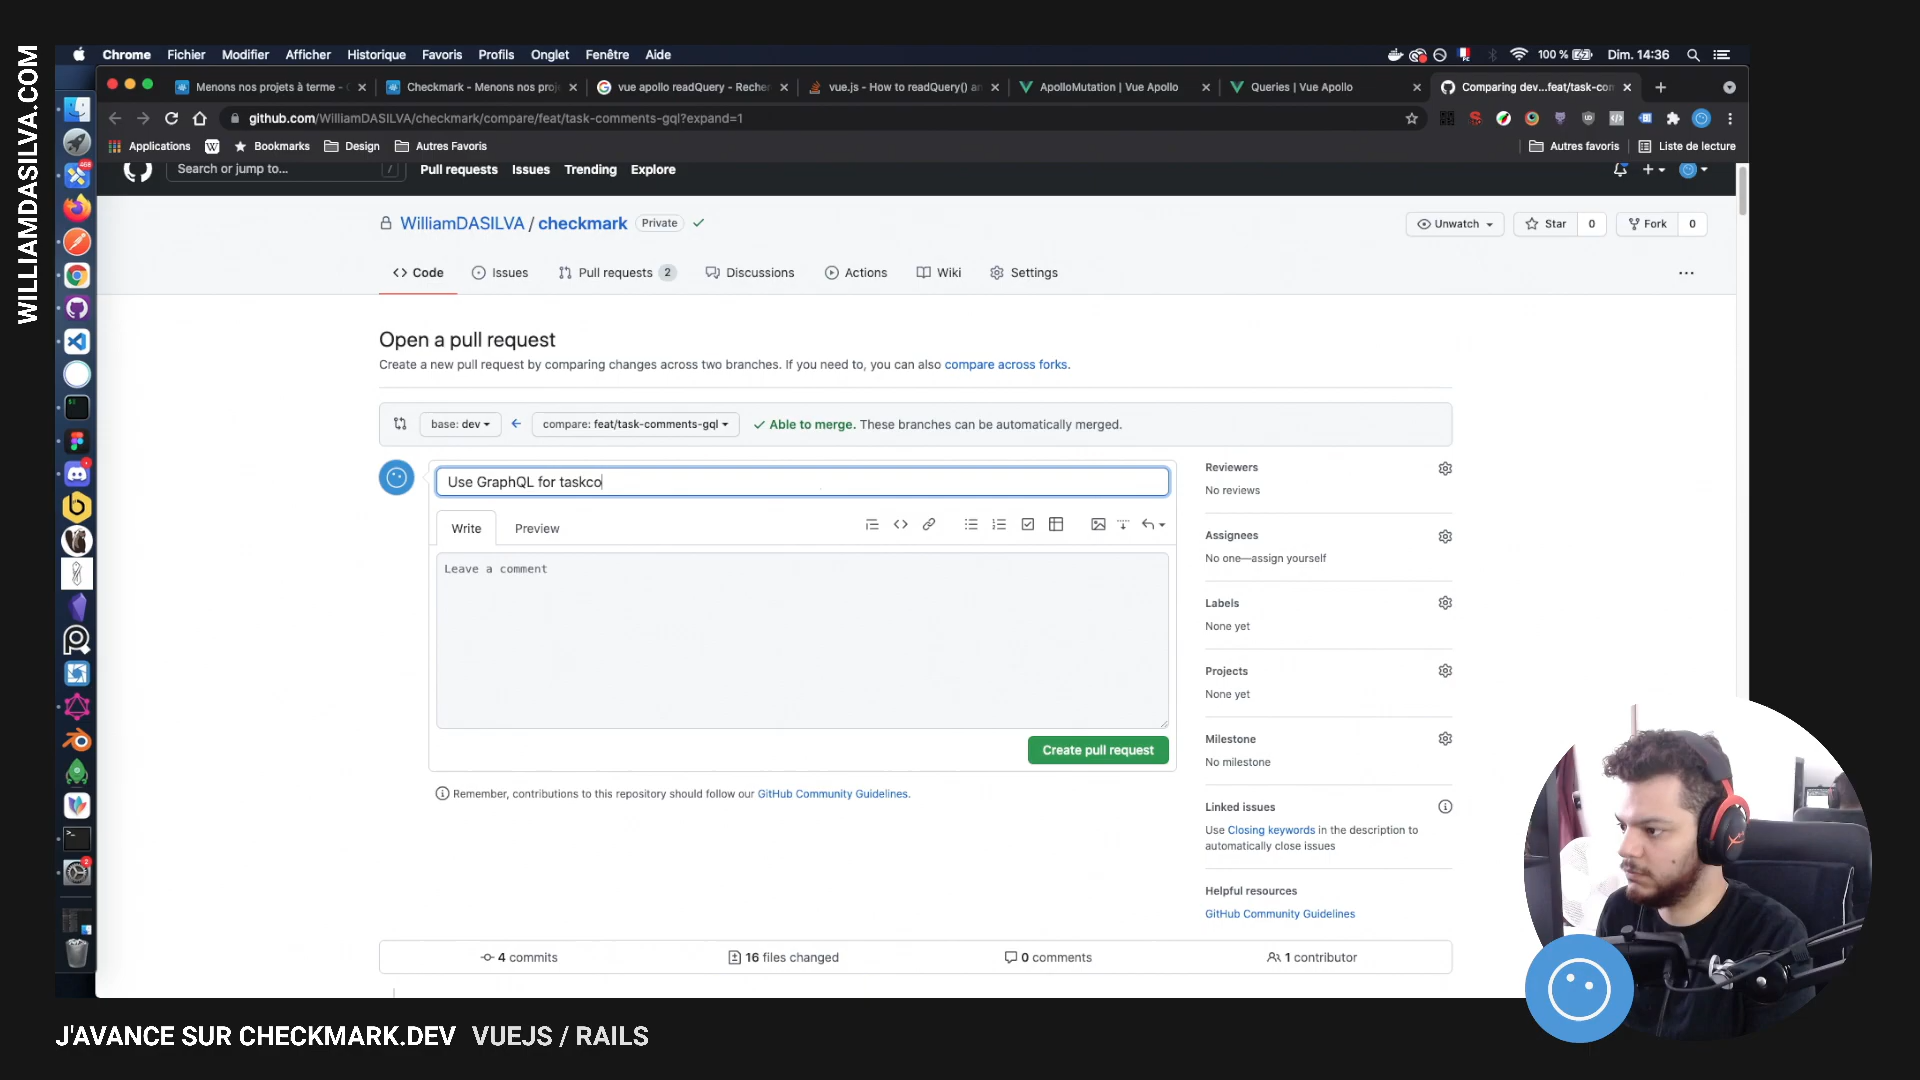 WILLIAMDASILVA.COM
Chrome Fichier Modifier Afficher Historique Favoris Profils Onglet Fenêtre Aide 100 % Dim. 14:36
Menons nos projets à terme - Checkmark - Menons nos proj vue apollo readQuery - Recher vue.js - How to readQuery() an ApolloMutation | Vue Apollo Queries | Vue Apollo Comparing dev...feat/task-con
github.com/WilliamDASILVA/checkmark/compare/feat/task-comments-gql?expand=1
Applications Bookmarks Design Autres Favoris Autres favoris Liste de lecture
Search or jump to... / Pull requests Issues Trending Explore
WilliamDASILVA / checkmark Private Unwatch Star 0 Fork 0
Code Issues Pull requests 2 Discussions Actions Wiki Settings
Open a pull request
Create a new pull request by comparing changes across two branches. If you need to, you can also compare across forks.
base: dev compare: feat/task-comments-gql Able to merge. These branches can be automatically merged.
Use GraphQL for taskco
Write Preview
Leave a comment
Create pull request
Remember, contributions to this repository should follow our GitHub Community Guidelines.
Reviewers
No reviews
Assignees
No one—assign yourself
Labels
None yet
Projects
None yet
Milestone
No milestone
Linked issues
Use Closing keywords in the description to
automatically close issues
Helpful resources
GitHub Community Guidelines
4 commits 16 files changed 0 comments 1 contributor
J'AVANCE SUR CHECKMARK.DEV VUEJS / RAILS